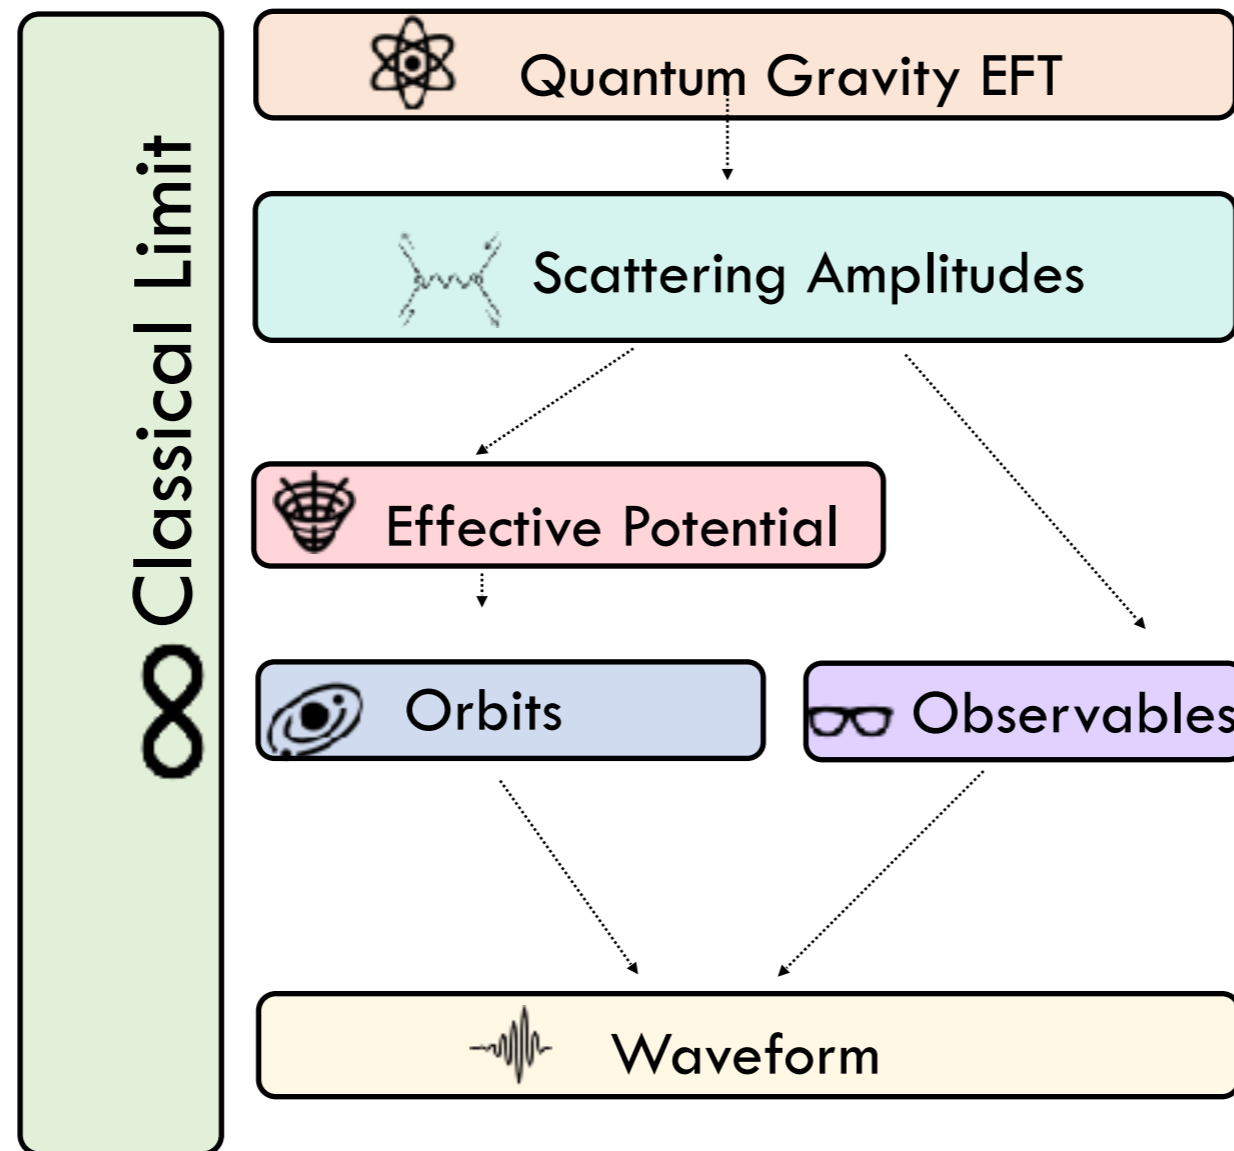 Classical Limit
Quantum Gravity EFT
Scattering Amplitudes
Effective Potential
Orbits
Observables
Waveform